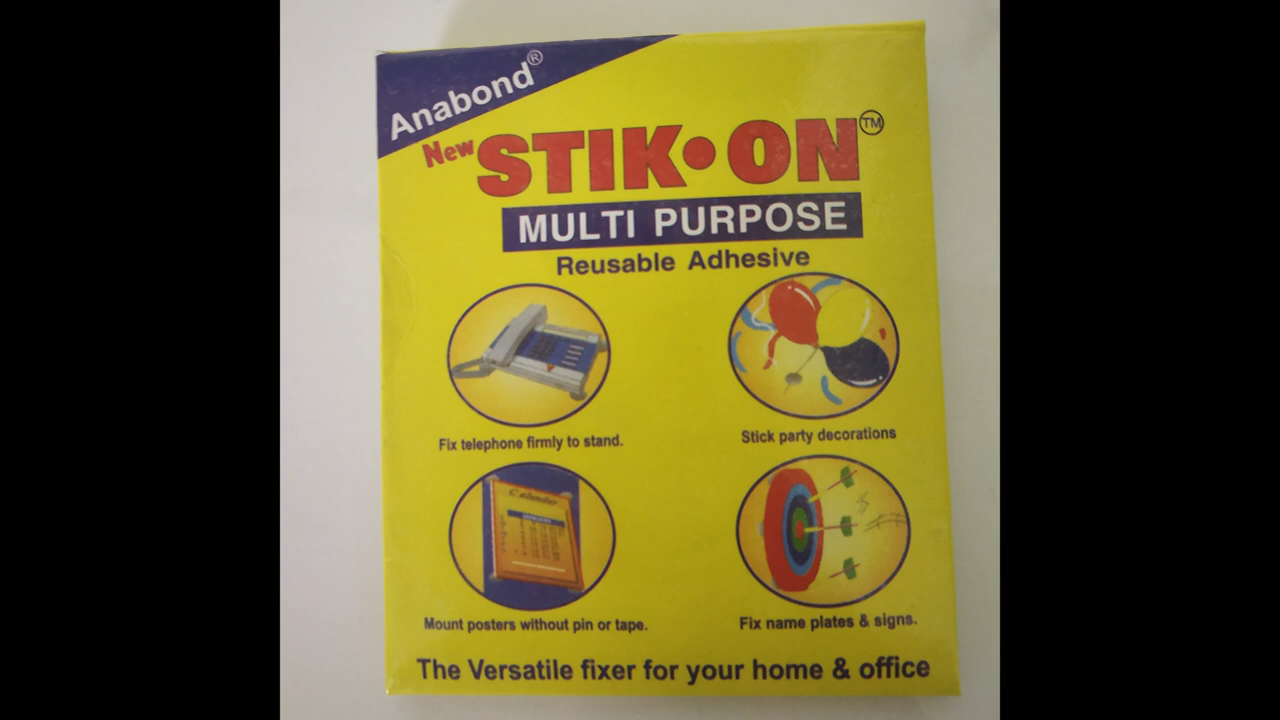 Anabond®
New STIK•ON™
MULTI PURPOSE
Reusable Adhesive
Fix telephone firmly to stand.
Stick party decorations
Calender
Mount posters without pin or tape.
Fix name plates & signs.
The Versatile fixer for your home & office